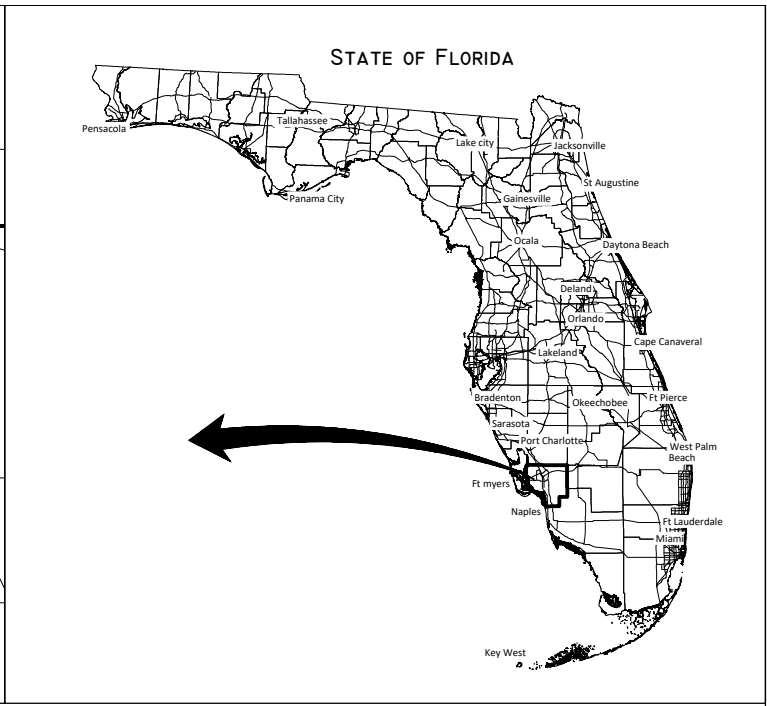 STATE OF FLORIDA
Pensacola
Tallahassee
Lake city
Jacksonville
St Augustine
Panama City
Gainesville
Ocala
Daytona Beach
Deland
Orlando
Cape Canaveral
Lakeland
Bradenton
Okeechobee
Ft Pierce
Sarasota
Port Charlotte
West Palm
Beach
Ft myers
Naples
Ft Lauderdale
Miami
Key West